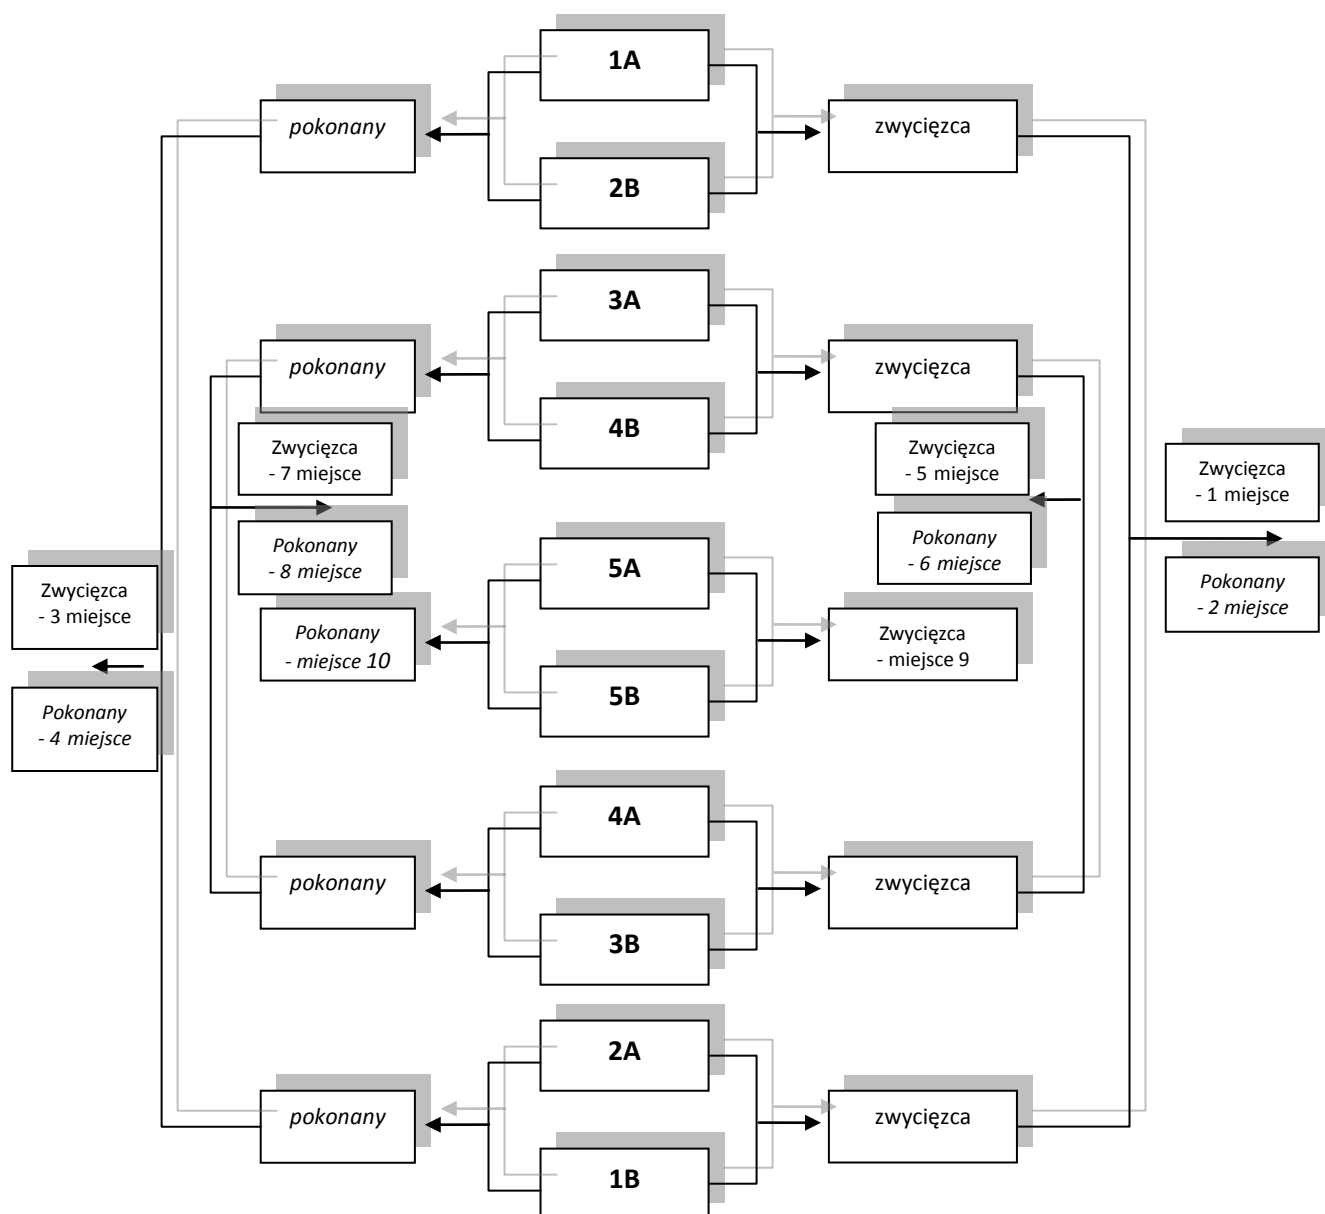 1A
pokonany
zwycięzca
2B
3A
pokonany
zwycięzca
4B
Zwycięzca
- 7 miejsce
Zwycięzca
- 5 miejsce
Zwycięzca
- 1 miejsce
Pokonany
- 8 miejsce
Pokonany
- 6 miejsce
Pokonany
- 2 miejsce
5A
Zwycięzca
- 3 miejsce
Pokonany
- miejsce 10
Zwycięzca
- miejsce 9
5B
Pokonany
- 4 miejsce
4A
pokonany
zwycięzca
3B
2A
pokonany
zwycięzca
1B